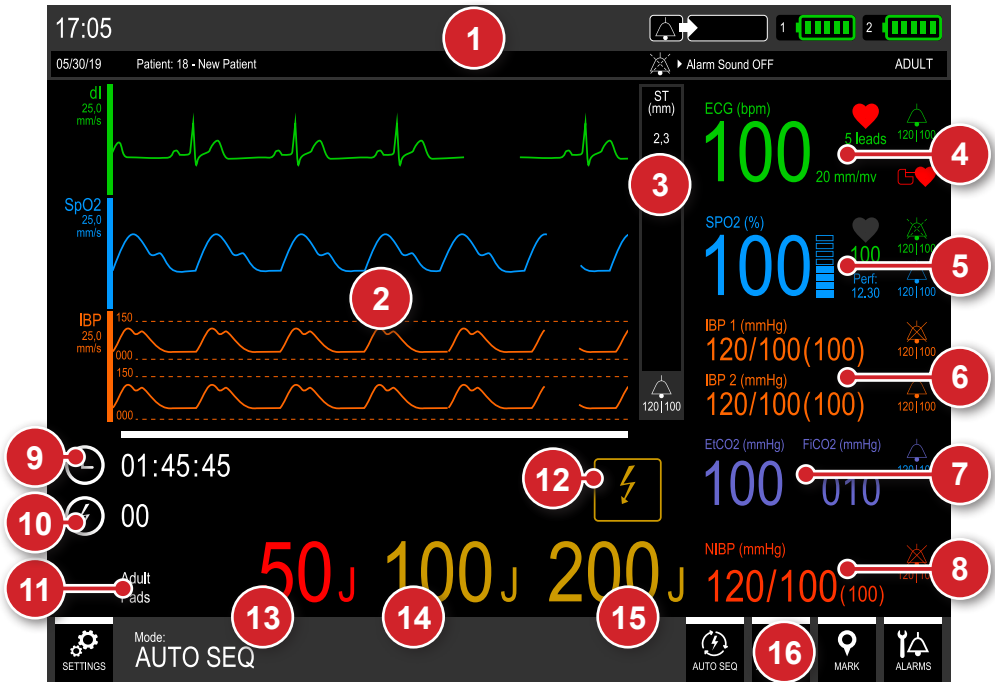 17:05
1
1
2
05/30/19
Patient: 18 - New Patient
Alarm Sound OFF
ADULT
dI
25,0
mm/s
ST
(mm)
2,3
3
120|100
ECG (bpm)
100
5 leads
20 mm/mv
120|100
4
SpO2
25,0
mm/s
2
SPO2 (%)
100
100
Perf:
12.30
120|100
120|100
5
IBP
25,0
mm/s
150
000
150
000
IBP 1 (mmHg)
120/100(100)
120|100
6
IBP 2 (mmHg)
120/100(100)
120|100
EtCO2 (mmHg)
FiCO2 (mmHg)
100
010
7
9
01:45:45
12
10
00
11
Adult
Pads
50J
100J
200J
13
14
15
NIBP (mmHg)
120/100(100)
8
SETTINGS
Mode:
AUTO SEQ
AUTO SEQ
16
MARK
ALARMS